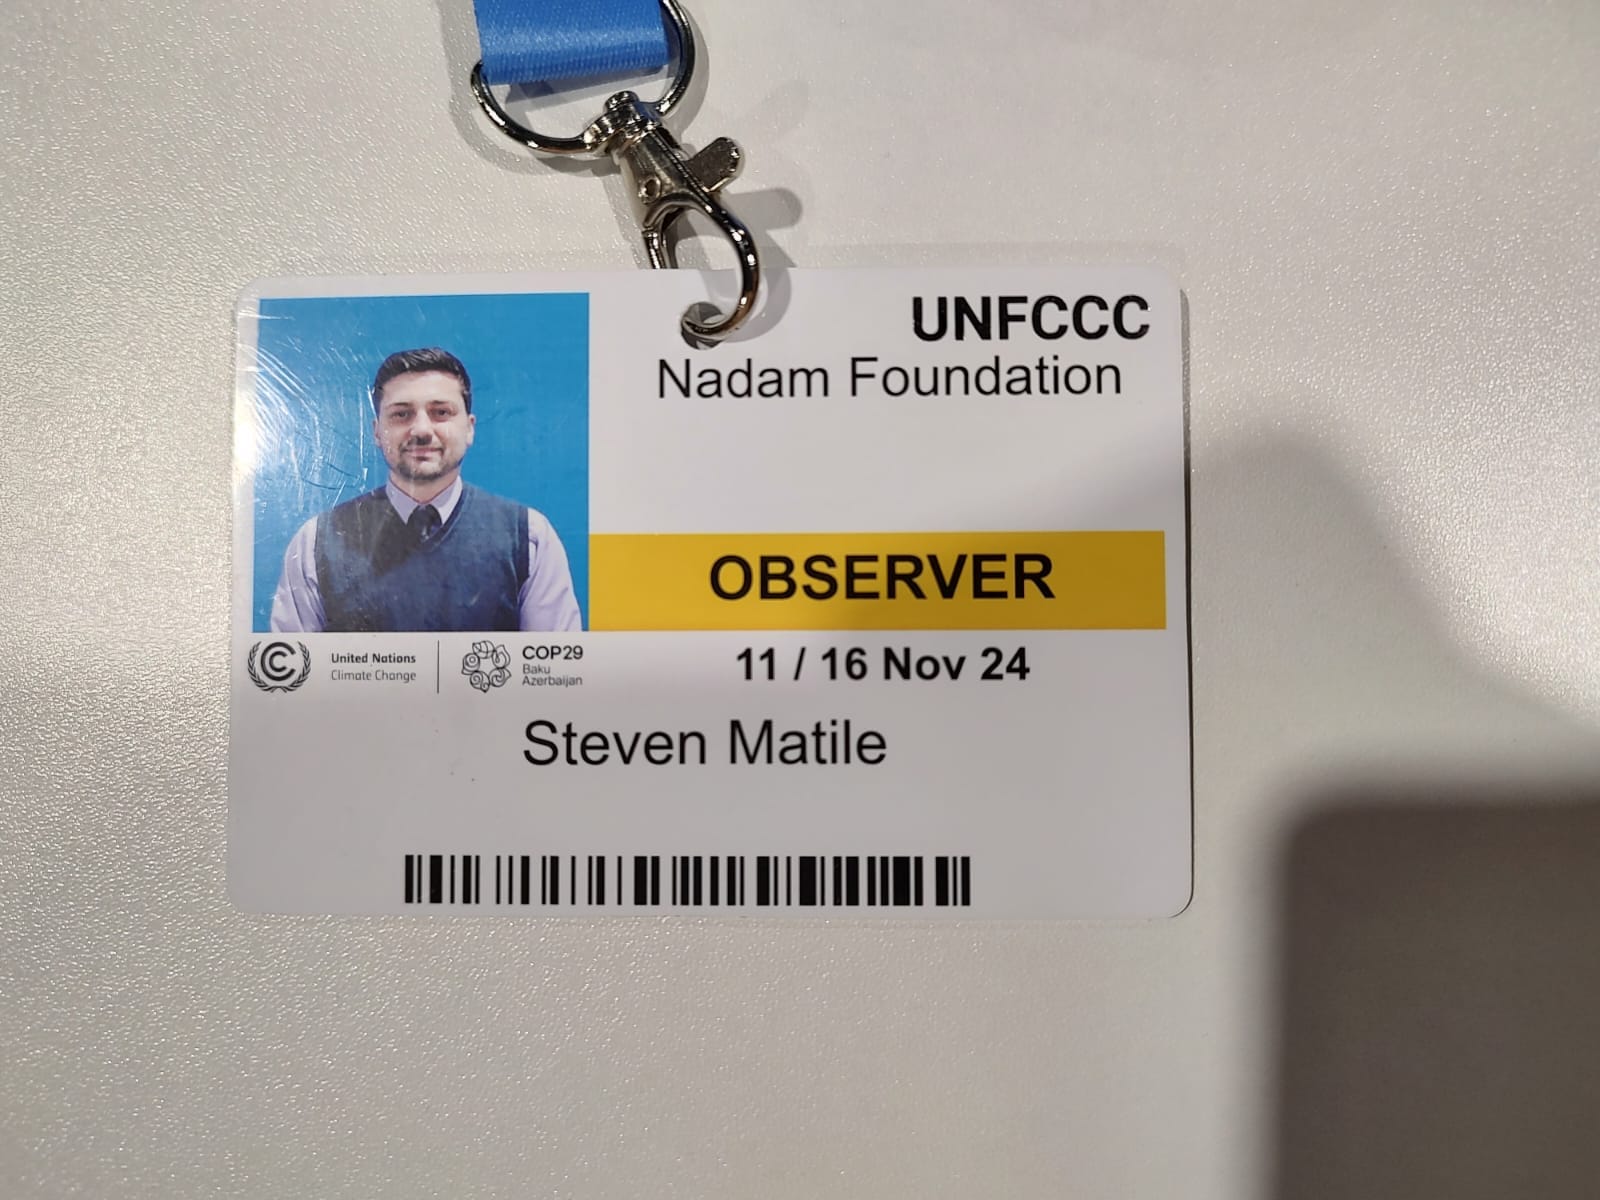 UNFCCC
Nadam Foundation
OBSERVER
United Nations
Climate Change
COP29
Baku
Azerbaijan
11 / 16 Nov 24
Steven Matile